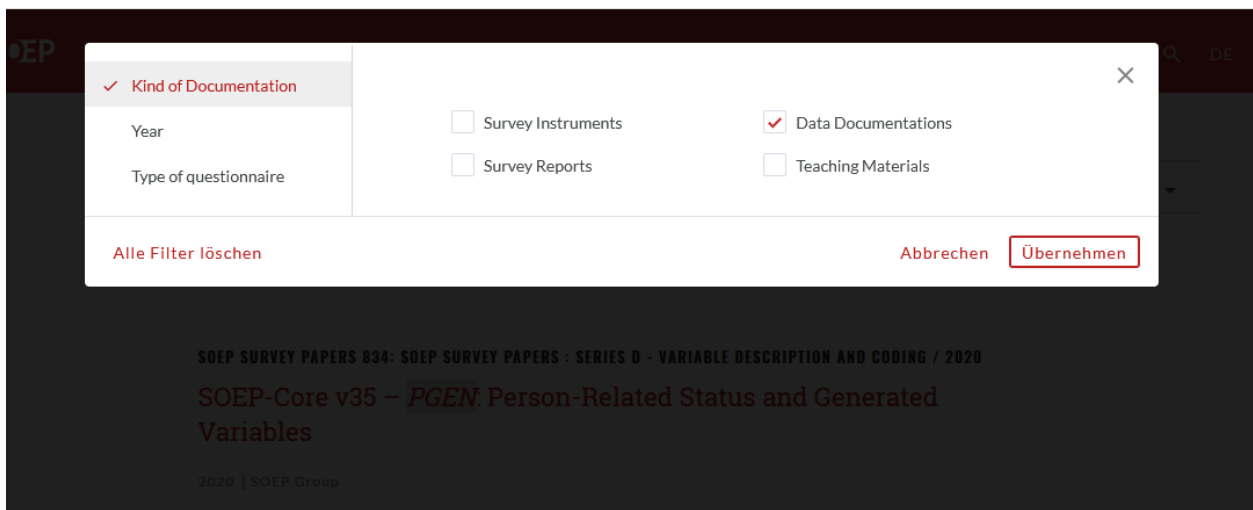 SOEP
DE
Kind of Documentation
Year
Type of questionnaire
Survey Instruments
Data Documentations
Survey Reports
Teaching Materials
Alle Filter löschen
Abbrechen
Übernehmen
SOEP SURVEY PAPERS 834: SOEP SURVEY PAPERS : SERIES D - VARIABLE DESCRIPTION AND CODING / 2020
SOEP-Core v35 – PGEN: Person-Related Status and Generated
Variables
2020 | SOEP Group